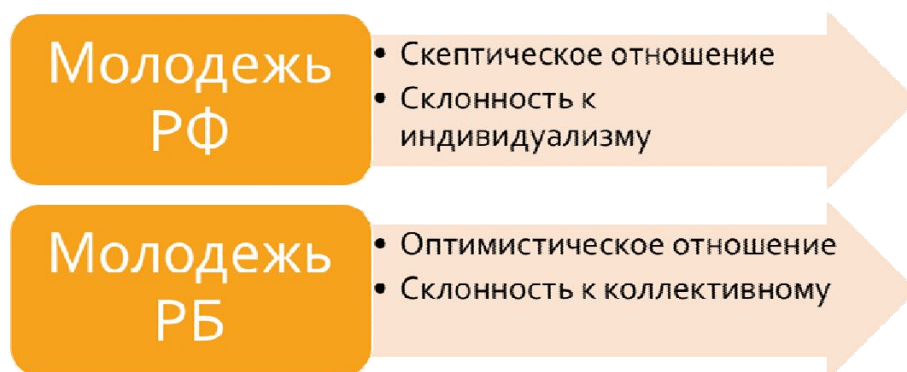 Молодежь
РФ
• Скептическое отношение
• Склонность к
индивидуализму
Молодежь
РБ
• Оптимистическое отношение
• Склонность к коллективному